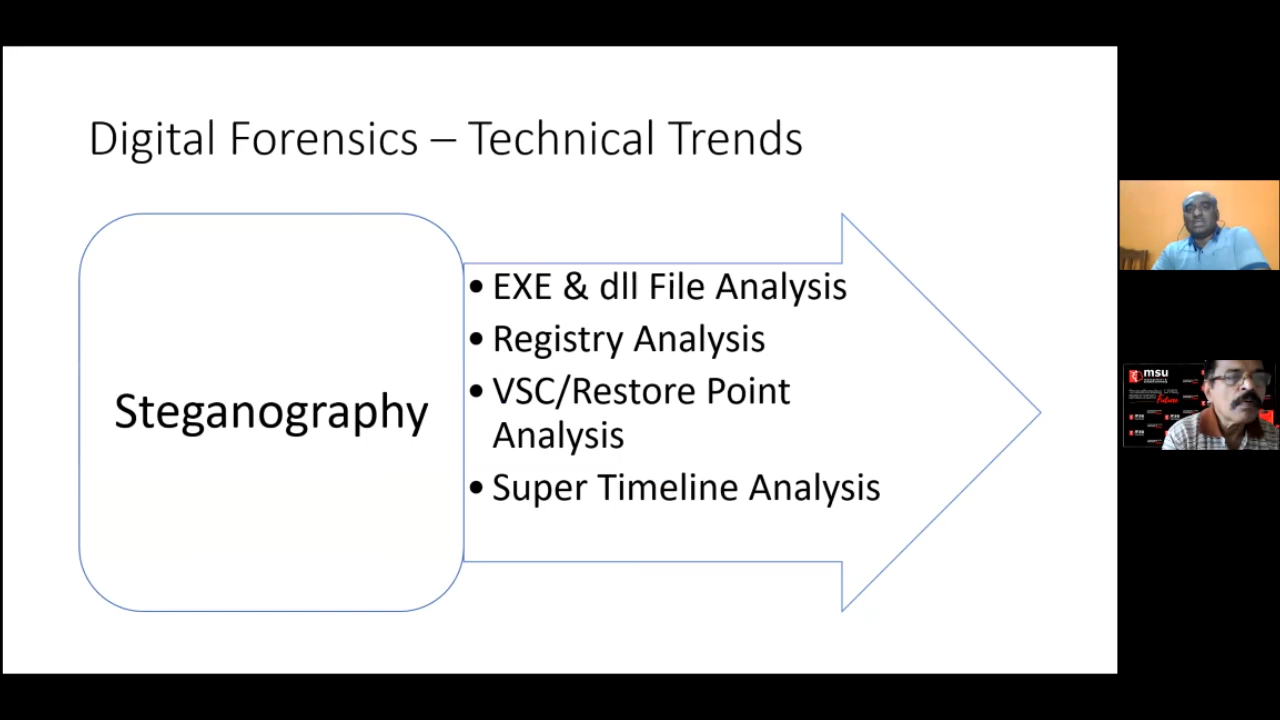 Digital Forensics – Technical Trends
Steganography
• EXE & dll File Analysis
• Registry Analysis
• VSC/Restore Point
Analysis
• Super Timeline Analysis
msu